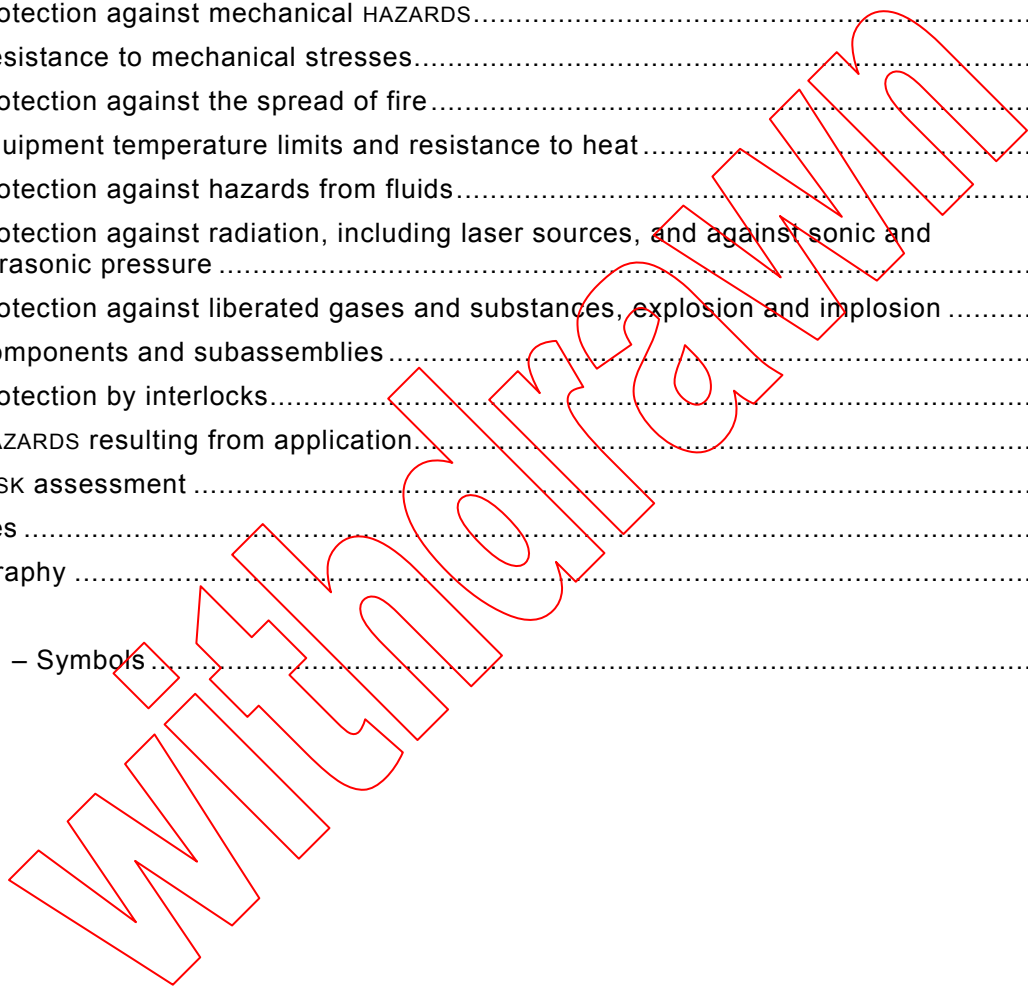 otection against mechanical HAZARDS......................................................................
esistance to mechanical stresses.............................................................................
otection against the spread of fire...........................................................................
uipment temperature limits and resistance to heat................................................
otection against hazards from fluids........................................................................
otection against radiation, including laser sources, and against sonic and
rasonic pressure.....................................................................................................
otection against liberated gases and substances, explosion and implosion..........
omponents and subassemblies................................................................................
otection by interlocks...............................................................................................
AZARDS resulting from application.............................................................................
SK assessment........................................................................................................
es.............................................................................................................................
raphy.......................................................................................................................
– Symbols..............................................................................................................
withdrawn